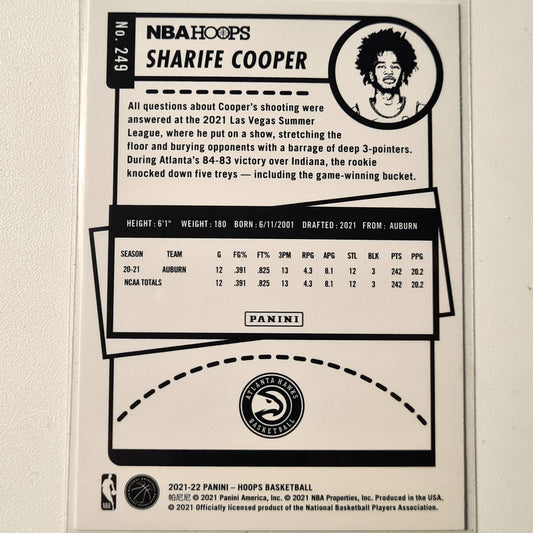 No. 249
NBA HOOPS
SHARIFE COOPER
All questions about Cooper's shooting were
answered at the 2021 Las Vegas Summer
League, where he put on a show, stretching the
floor and burying opponents with a barrage of deep 3-pointers.
During Atlanta's 84-83 victory over Indiana, the rookie
knocked down five treys — including the game-winning bucket.
HEIGHT: 6'1" WEIGHT: 180 BORN: 6/11/2001 DRAFTED: 2021 FROM: AUBURN
SEASON TEAM G FG% FT% 3PM RPG APG STL BLK PTS PPG
20-21 AUBURN 12 .391 .825 13 4.3 8.1 12 3 242 20.2
NCAA TOTALS 12 .391 .825 13 4.3 8.1 12 3 242 20.2
PANINI
ATLANTA HAWKS
BASKETBALL
NBA
2021-22 PANINI – HOOPS BASKETBALL
帕尼尼 © 2021 Panini America, Inc. © 2021 NBA Properties, Inc. Produced in the USA.
© 2021 Officially licensed product of the National Basketball Players Association.